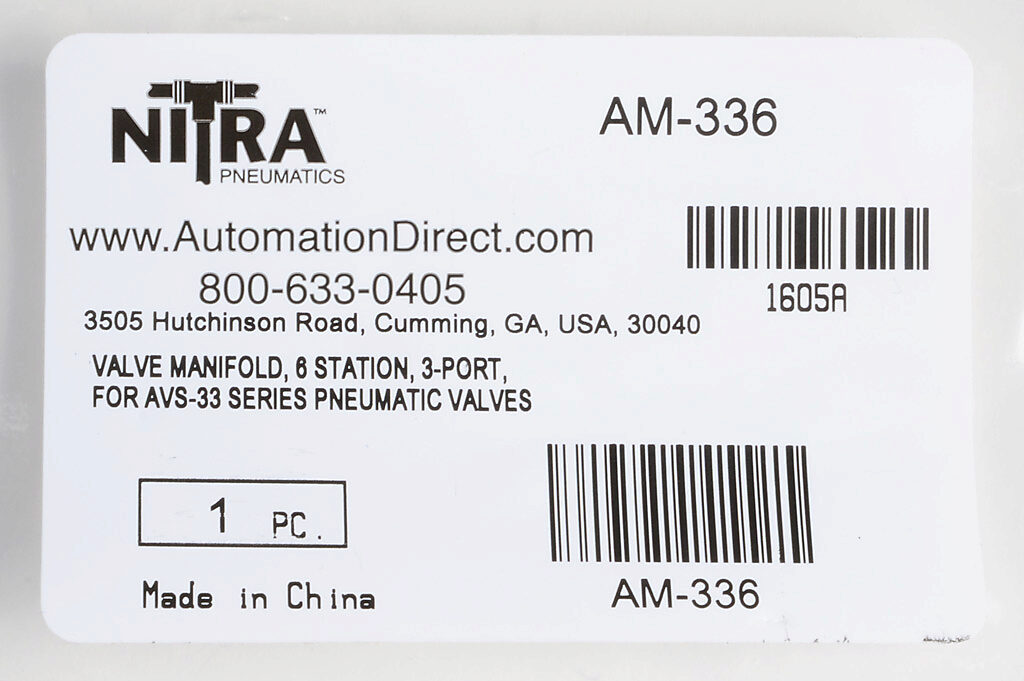 NITRA™
PNEUMATICS
AM-336
www.AutomationDirect.com
800-633-0405
3505 Hutchinson Road, Cumming, GA, USA, 30040
1605A
VALVE MANIFOLD, 6 STATION, 3-PORT,
FOR AVS-33 SERIES PNEUMATIC VALVES
1 PC.
Made in China
AM-336